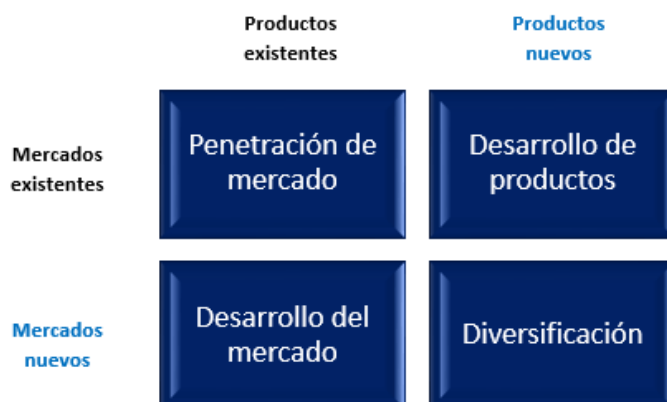 Productos
existentes
Productos
nuevos
Mercados
existentes
Penetración de
mercado
Desarrollo de
productos
Mercados
nuevos
Desarrollo del
mercado
Diversificación